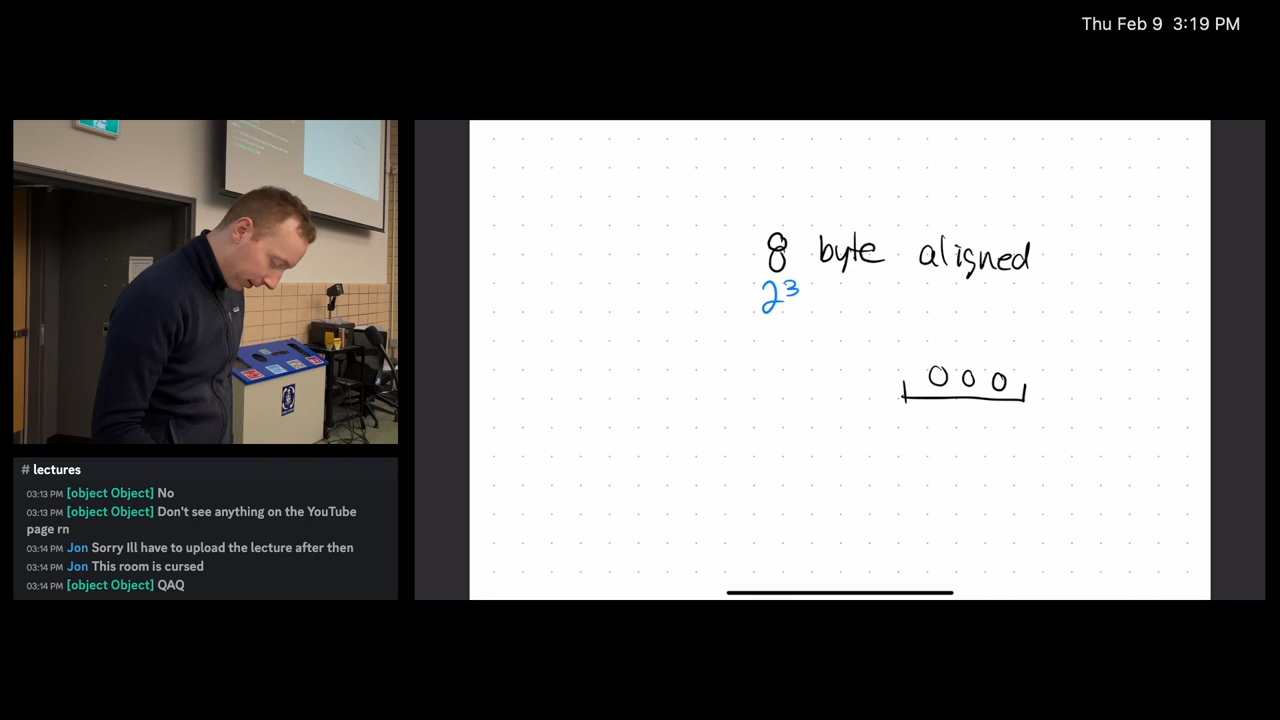 Thu Feb 9 3:19 PM
8 byte aligned
2³
0 0 0
# lectures
03:13 PM [object Object] No
03:13 PM [object Object] Don't see anything on the YouTube
page rn
03:14 PM Jon Sorry Ill have to upload the lecture after then
03:14 PM Jon This room is cursed
03:14 PM [object Object] QAQ